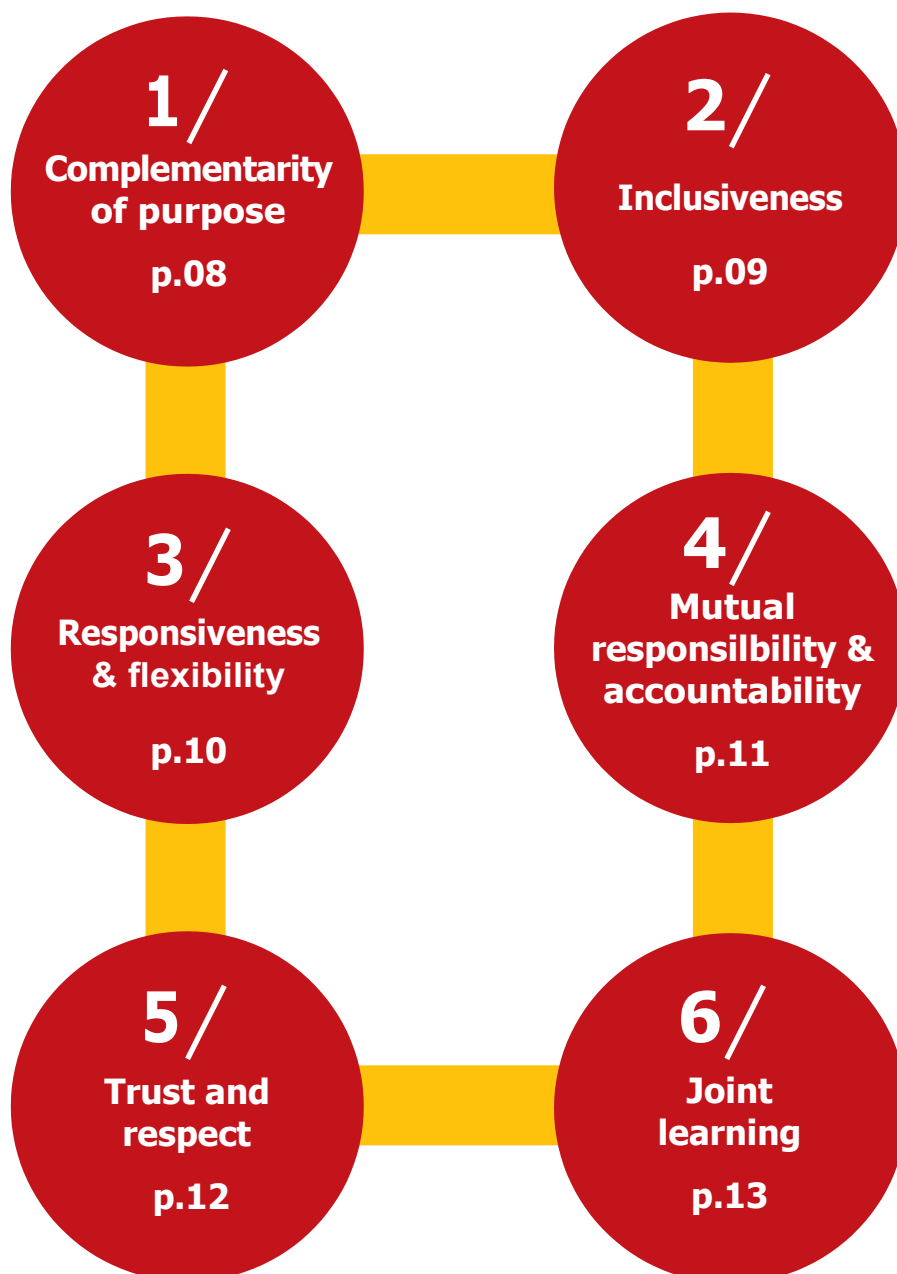 1/
Complementarity
of purpose
p.08
2/
Inclusiveness
p.09
3/
Responsiveness
& flexibility
p.10
4/
Mutual
responsilbility &
accountability
p.11
5/
Trust and
respect
p.12
6/
Joint
learning
p.13